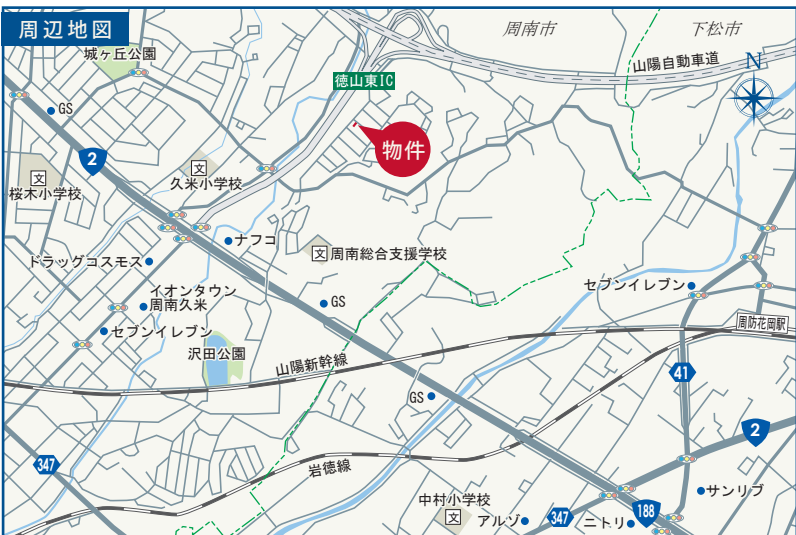 周辺地図
周南市
下松市
城ヶ丘公園
山陽自動車道
N
徳山東IC
GS
物件
2
文
久米小学校
文
桜木小学校
ナフコ
文
周南総合支援学校
ドラッグコスモス
イオンタウン
周南久米
GS
セブンイレブン
セブンイレブン
周防花岡駅
沢田公園
山陽新幹線
41
GS
2
347
岩徳線
中村小学校
文
アルゾ
347
ニトリ
188
サンリブ